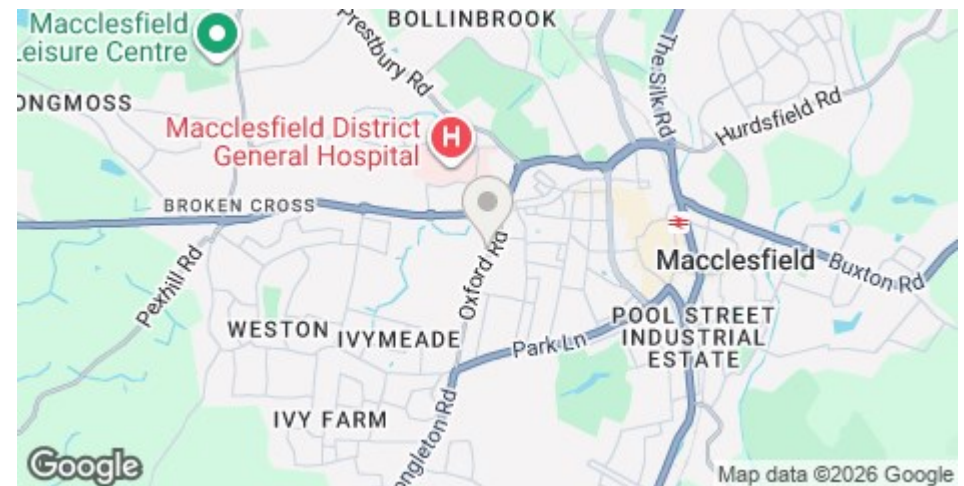 Macclesfield
Leisure Centre
BOLLINBROOK
Prestbury Rd
The Silk Rd
ONGMOSS
Hurdsfield Rd
Macclesfield District
General Hospital
H
BROKEN CROSS
Pexhill Rd
Oxford Rd
Macclesfield
Buxton Rd
WESTON
IVYMEADE
POOL STREET
INDUSTRIAL
ESTATE
Park Ln
IVY FARM
ongleton Rd
Google
Map data ©2026 Google